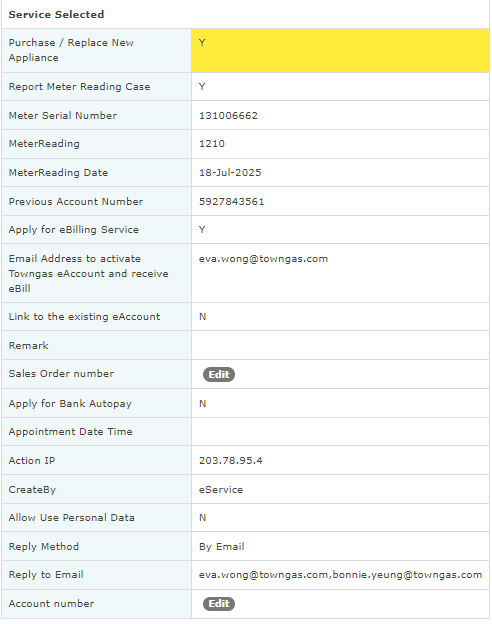 Service Selected
Purchase / Replace New
Appliance
Y
Report Meter Reading Case
Y
Meter Serial Number
131006662
MeterReading
1210
MeterReading Date
18-Jul-2025
Previous Account Number
5927843561
Apply for eBilling Service
Y
Email Address to activate
Towngas eAccount and receive
eBill
eva.wong@towngas.com
Link to the existing eAccount
N
Remark
Sales Order number
Edit
Apply for Bank Autopay
N
Appointment Date Time
Action IP
203.78.95.4
CreateBy
eService
Allow Use Personal Data
N
Reply Method
By Email
Reply to Email
eva.wong@towngas.com,bonnie.yeung@towngas.com
Account number
Edit